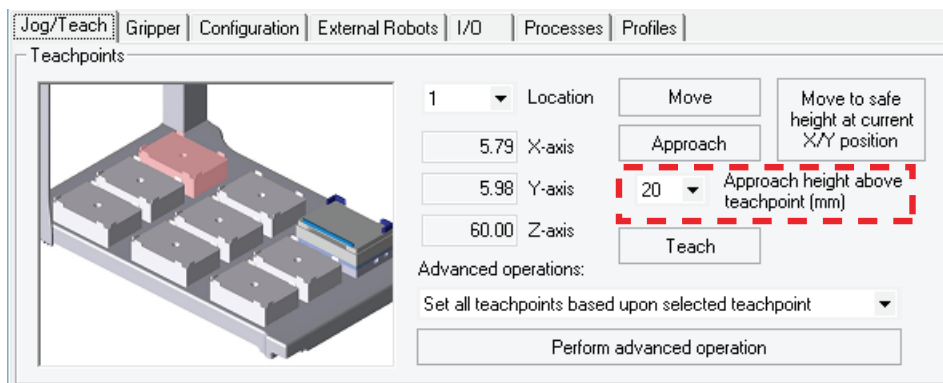 Jog/Teach Gripper Configuration External Robots I/O Processes Profiles
Teachpoints
1 Location
Move
Move to safe
height at current
X/Y position
5.79 X-axis
Approach
5.98 Y-axis
20
Approach height above
teachpoint (mm)
60.00 Z-axis
Teach
Advanced operations:
Set all teachpoints based upon selected teachpoint
Perform advanced operation